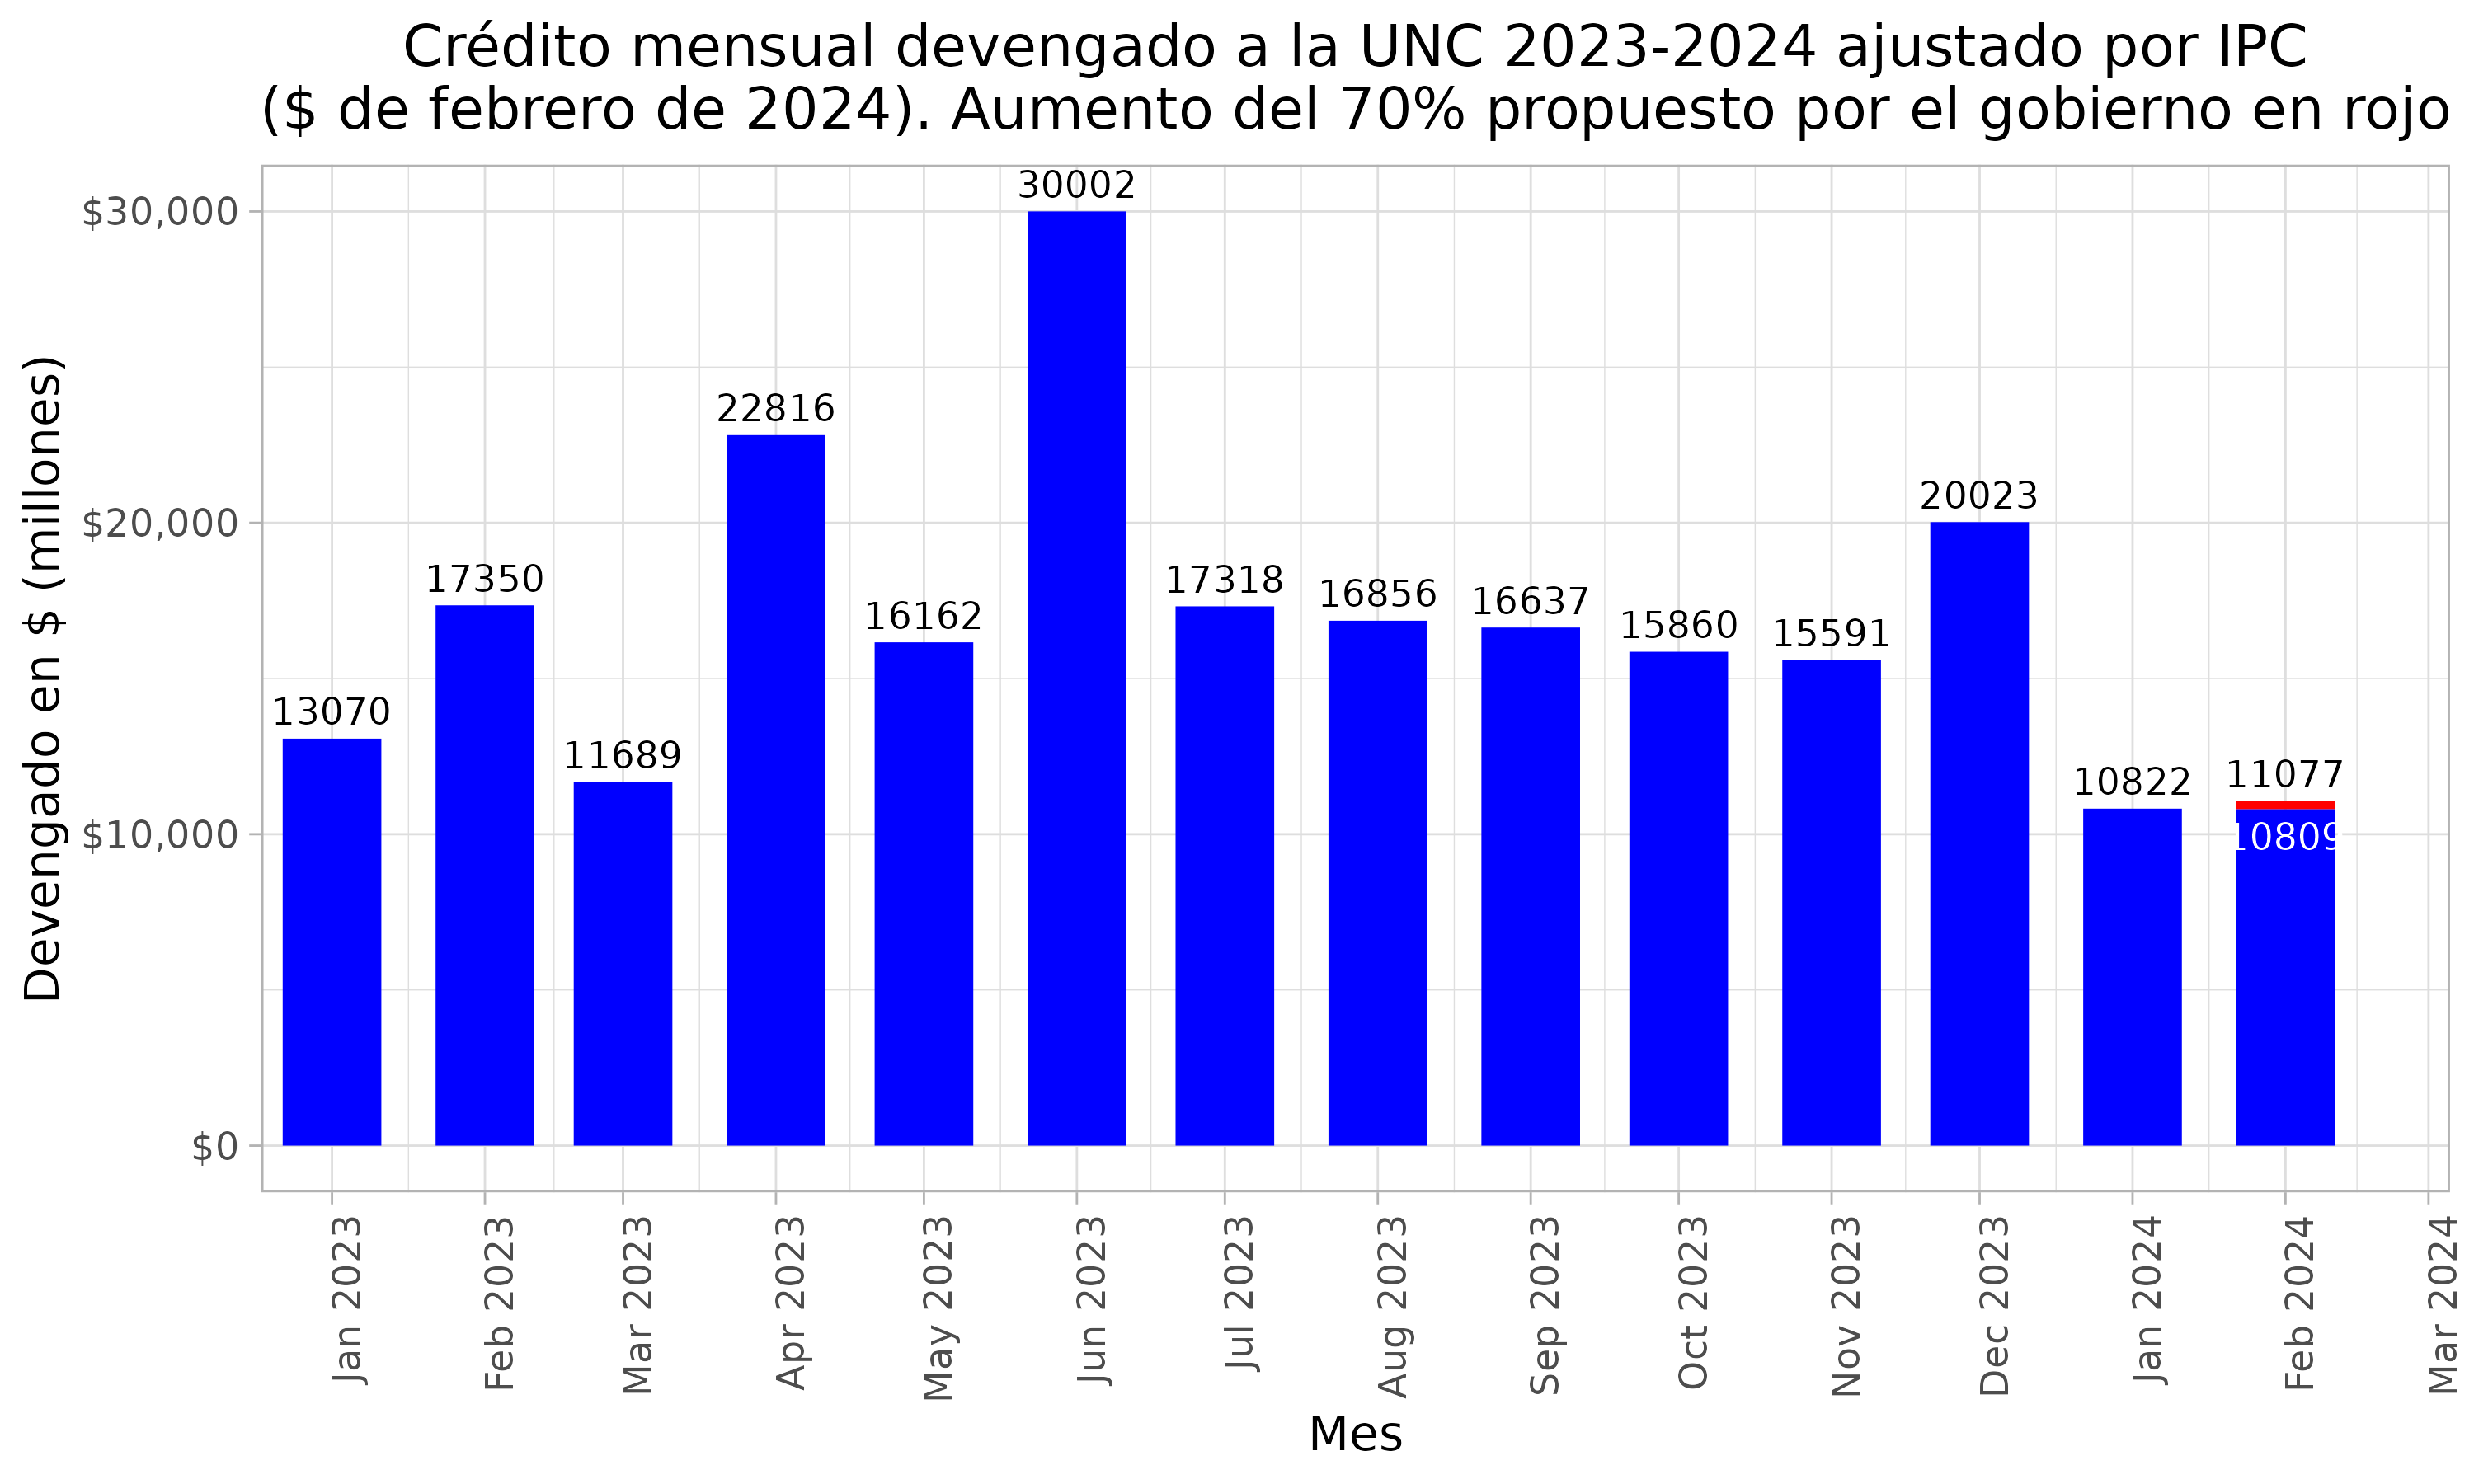 Crédito mensual devengado a la UNC 2023-2024 ajustado por IPC
($ de febrero de 2024). Aumento del 70% propuesto por el gobierno en rojo
Devengado en $ (millones)
$30,000
$20,000
$10,000
$0
13070
17350
11689
22816
16162
30002
17318
16856
16637
15860
15591
20023
10822
11077
10809
Jan 2023
Feb 2023
Mar 2023
Apr 2023
May 2023
Jun 2023
Jul 2023
Aug 2023
Sep 2023
Oct 2023
Nov 2023
Dec 2023
Jan 2024
Feb 2024
Mar 2024
Mes